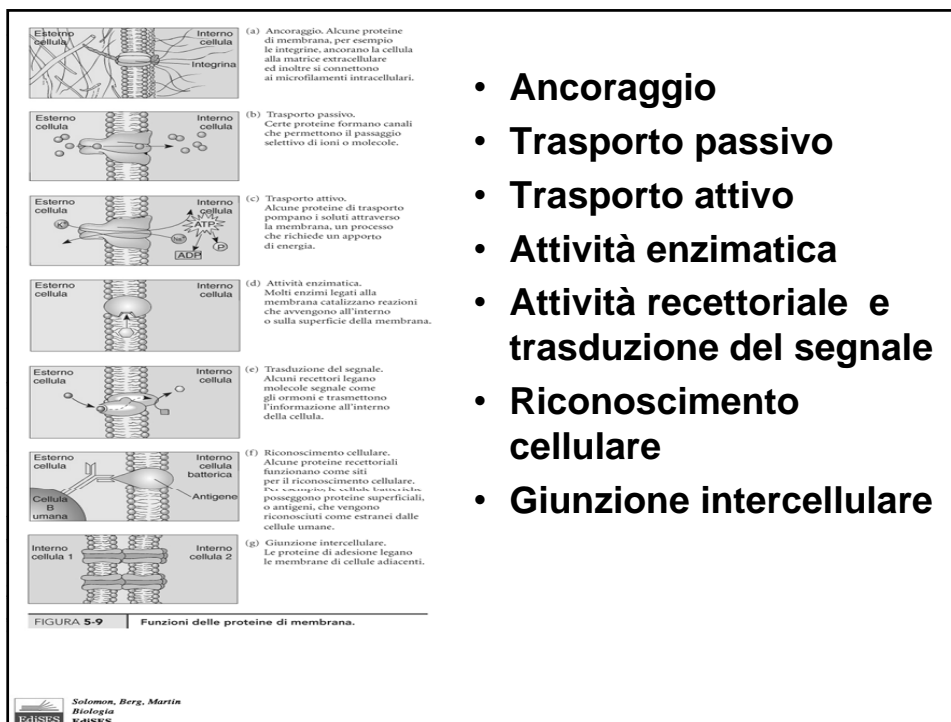 Esterno
cellula
Interno
cellula
Integrina
(a) Ancoraggio. Alcune proteine
di membrana, per esempio
le integrine, ancorano la cellula
alla matrice extracellulare
ed inoltre si connettono
ai microfilamenti intracellulari.
Esterno
cellula
Interno
cellula
(b) Trasporto passivo.
Certe proteine formano canali
che permettono il passaggio
selettivo di ioni o molecole.
Esterno
cellula
Interno
cellula
K+
Na+
ATP
ADP
P
(c) Trasporto attivo.
Alcune proteine di trasporto
pompano i soluti attraverso
la membrana, un processo
che richiede un apporto
di energia.
Esterno
cellula
Interno
cellula
(d) Attività enzimatica.
Molti enzimi legati alla
membrana catalizzano reazioni
che avvengono all'interno
o sulla superficie della membrana.
Esterno
cellula
Interno
cellula
(e) Trasduzione del segnale.
Alcuni recettori legano
molecole segnale come
gli ormoni e trasmettono
l'informazione all'interno
della cellula.
Esterno
cellula
Interno
cellula
batterica
Antigene
Cellula
B
umana
(f) Riconoscimento cellulare.
Alcune proteine recettoriali
funzionano come siti
per il riconoscimento cellulare.
posseggono proteine superficiali,
o antigeni, che vengono
riconosciuti come estranei dalle
cellule umane.
Interno
cellula 1
Interno
cellula 2
(g) Giunzione intercellulare.
Le proteine di adesione legano
le membrane di cellule adiacenti.
FIGURA 5-9 Funzioni delle proteine di membrana.
• Ancoraggio
• Trasporto passivo
• Trasporto attivo
• Attività enzimatica
• Attività recettoriale e
trasduzione del segnale
• Riconoscimento
cellulare
• Giunzione intercellulare
Solomon, Berg, Martin
Biologia
EdiSES
EdiSES